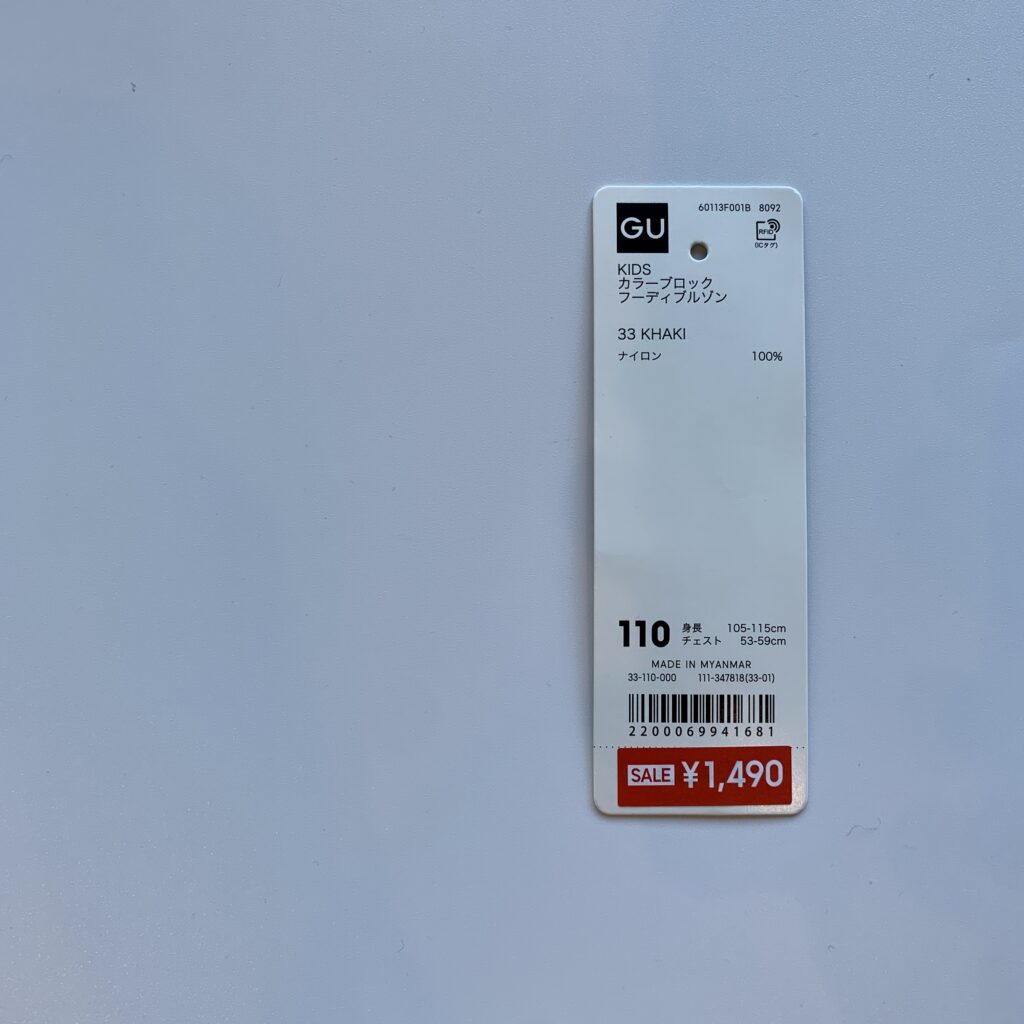 60113F001B 8092
GU
RFID
(ICタグ)
KIDS
カラーブロック
フーディブルゾン
33 KHAKI
ナイロン 100%
110 身長 105-115cm
チェスト 53-59cm
MADE IN MYANMAR
33-110-000 111-347818(33-01)
2200069941681
SALE ¥1,490